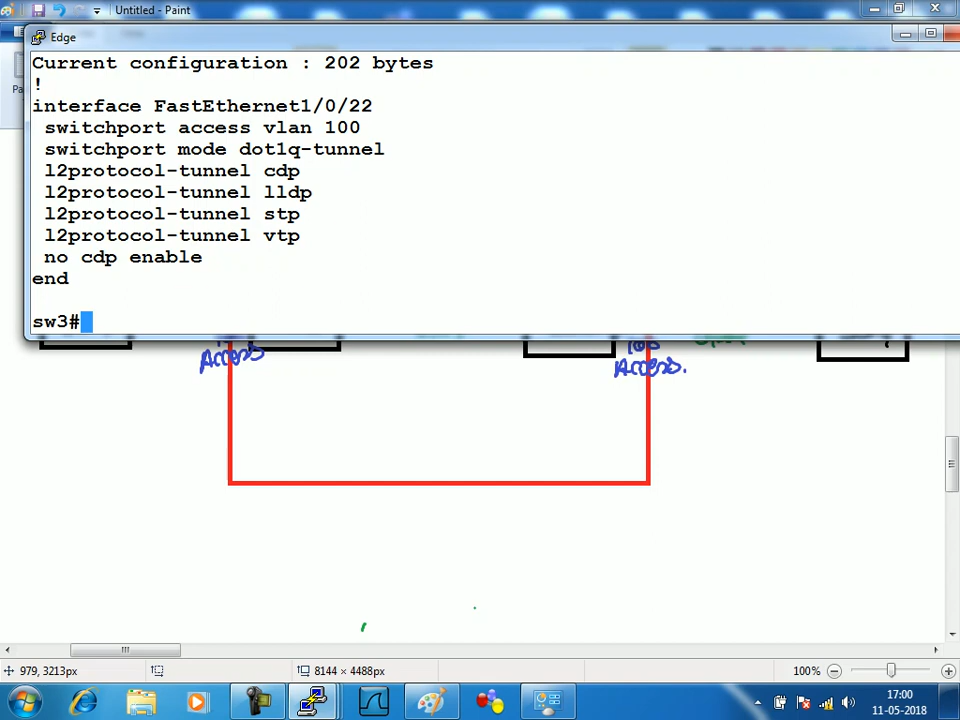 Untitled - Paint
Edge
Current configuration : 202 bytes
!
interface FastEthernet1/0/22
switchport access vlan 100
switchport mode dot1q-tunnel
l2protocol-tunnel cdp
l2protocol-tunnel lldp
l2protocol-tunnel stp
l2protocol-tunnel vtp
no cdp enable
end
sw3#
Access
Access.
979, 3213px
8144 × 4488px
100%
17:00
11-05-2018